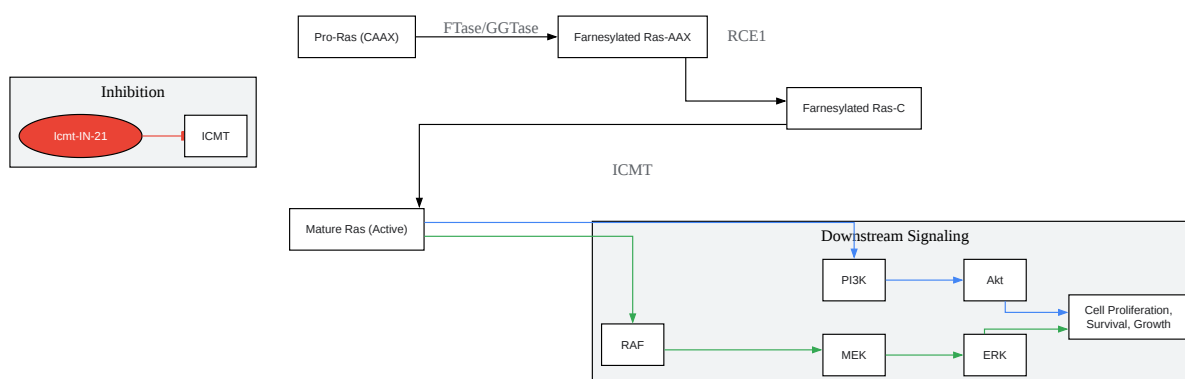 FTase/GGTase
Pro-Ras (CAAX)
Farnesylated Ras-AAX
RCE1
Inhibition
Icmt-IN-21
ICMT
Farnesylated Ras-C
ICMT
Mature Ras (Active)
Downstream Signaling
PI3K
Akt
Cell Proliferation,
Survival, Growth
RAF
MEK
ERK